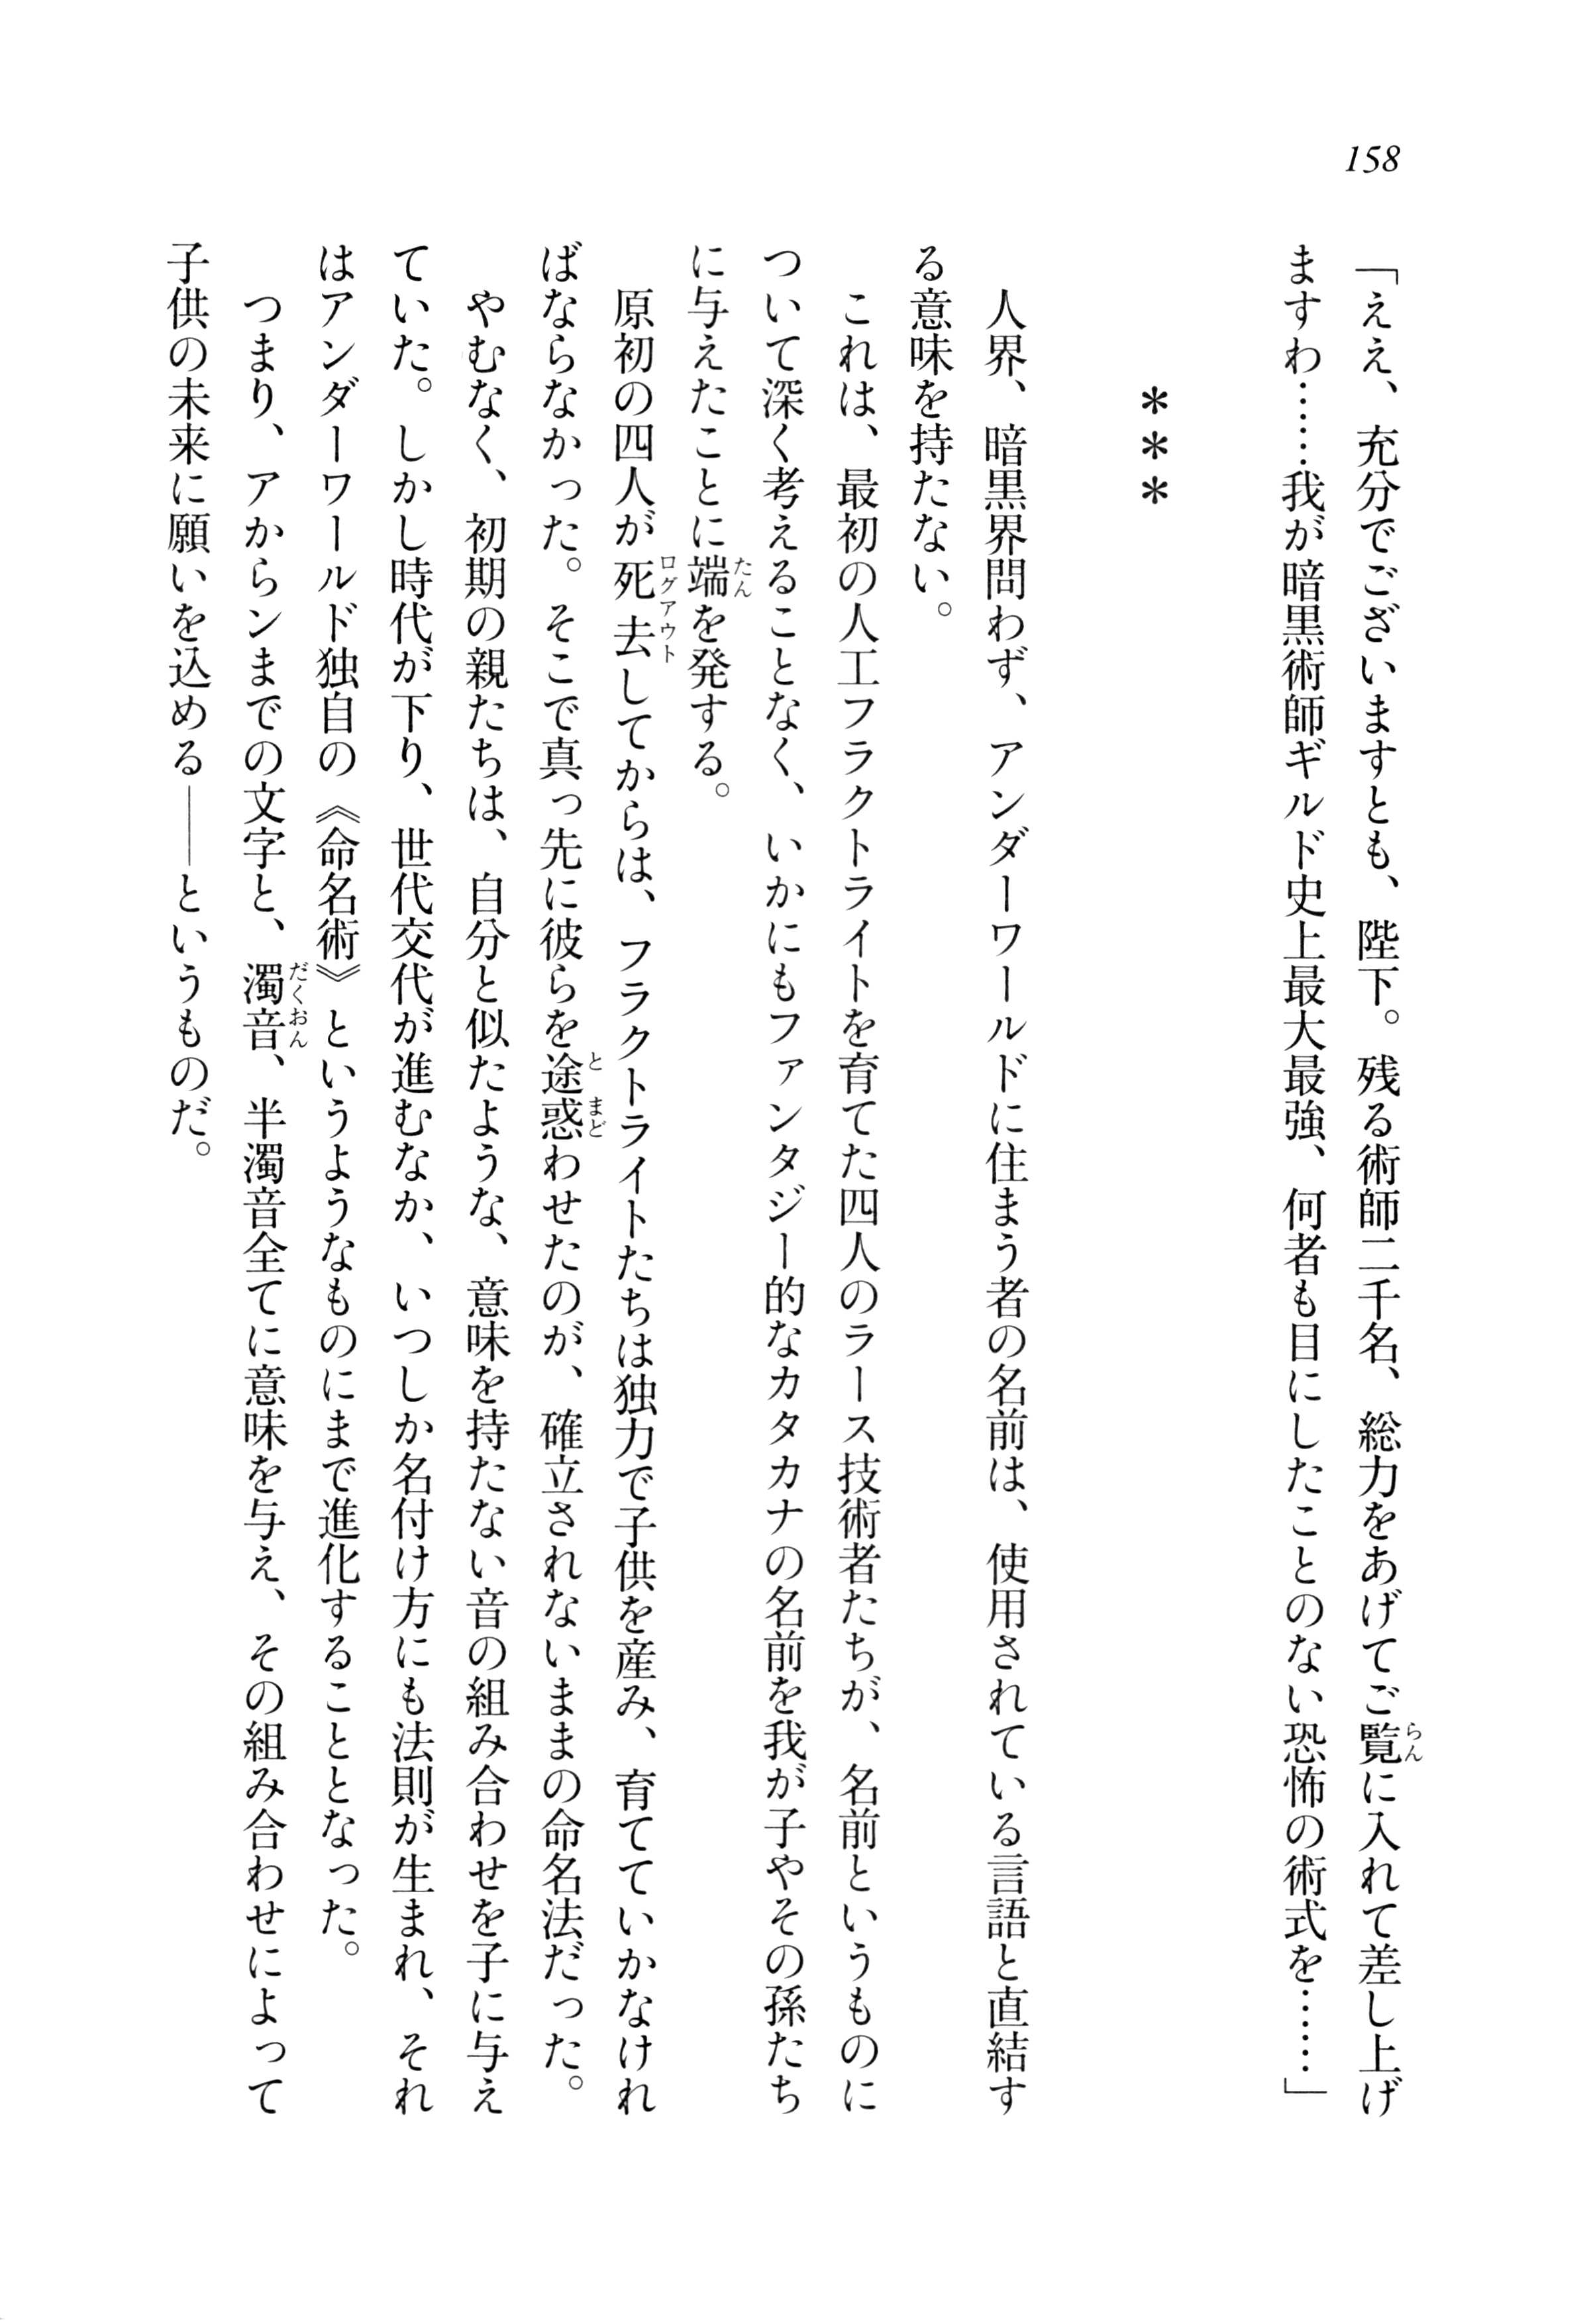 158
「ええ、充分でございますとも、陛下。残る術師二千名、総力をあげてご覧に入れて差し上げ
ますわ……我が暗黒術師ギルド史上最大最強、何者も目にしたことのない恐怖の術式を……」
＊＊＊
人界、暗黒界問わず、アンダーワールドに住まう者の名前は、使用されている言語と直結す
る意味を持たない。
これは、最初の人工フラクトライトを育てた四人のラース技術者たちが、名前というものに
ついて深く考えることなく、いかにもファンタジー的なカタカナの名前を我が子やその孫たち
に与えたことに端を発する。
原初の四人が死去してからは、フラクトライトたちは独力で子供を産み、育てていかなけれ
ばならなかった。そこで真っ先に彼らを途惑わせたのが、確立されないままの命名法だった。
やむなく、初期の親たちは、自分と似たような、意味を持たない音の組み合わせを子に与え
ていた。しかし時代が下り、世代交代が進むなか、いつしか名付け方にも法則が生まれ、それ
はアンダーワールド独自の《命名術》というようなものにまで進化することとなった。
つまり、アからンまでの文字と、濁音、半濁音全てに意味を与え、その組み合わせによって
子供の未来に願いを込める――というものだ。